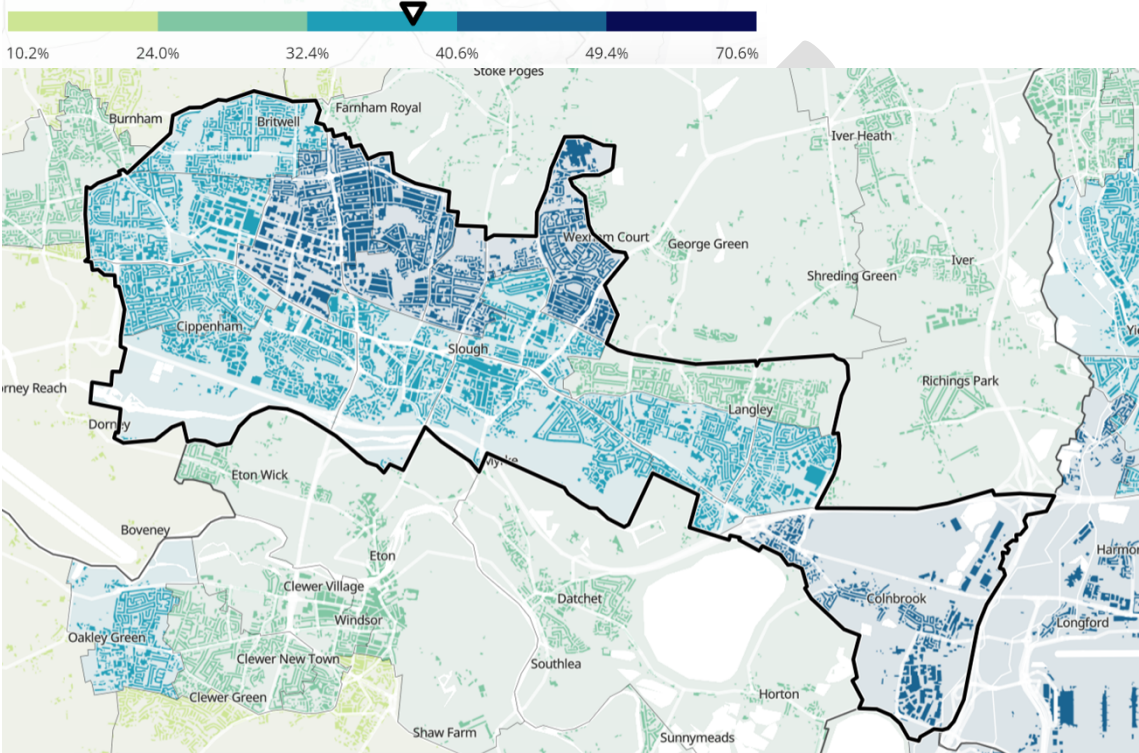 10.2% 24.0% 32.4% 40.6% 49.4% 70.6%
Stoke Poges
Farnham Royal
Burnham
Britwell
Iver Heath
Wexham Court
George Green
Iver
Shreding Green
Cippenham
Slough
Yi
orney Reach
Richings Park
Langley
Dorney
Myrke
Eton Wick
Boveney
Eton
Harmon
Clewer Village
Datchet
Colnbrook
Windsor
Longford
Oakley Green
Clewer New Town
Southlea
Clewer Green
Horton
Shaw Farm
Sunnymeads